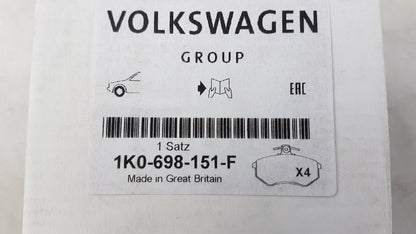 VOLKSWAGEN
GROUP
EAC
1 Satz
1K0-698-151-F
Made in Great Britain
X4